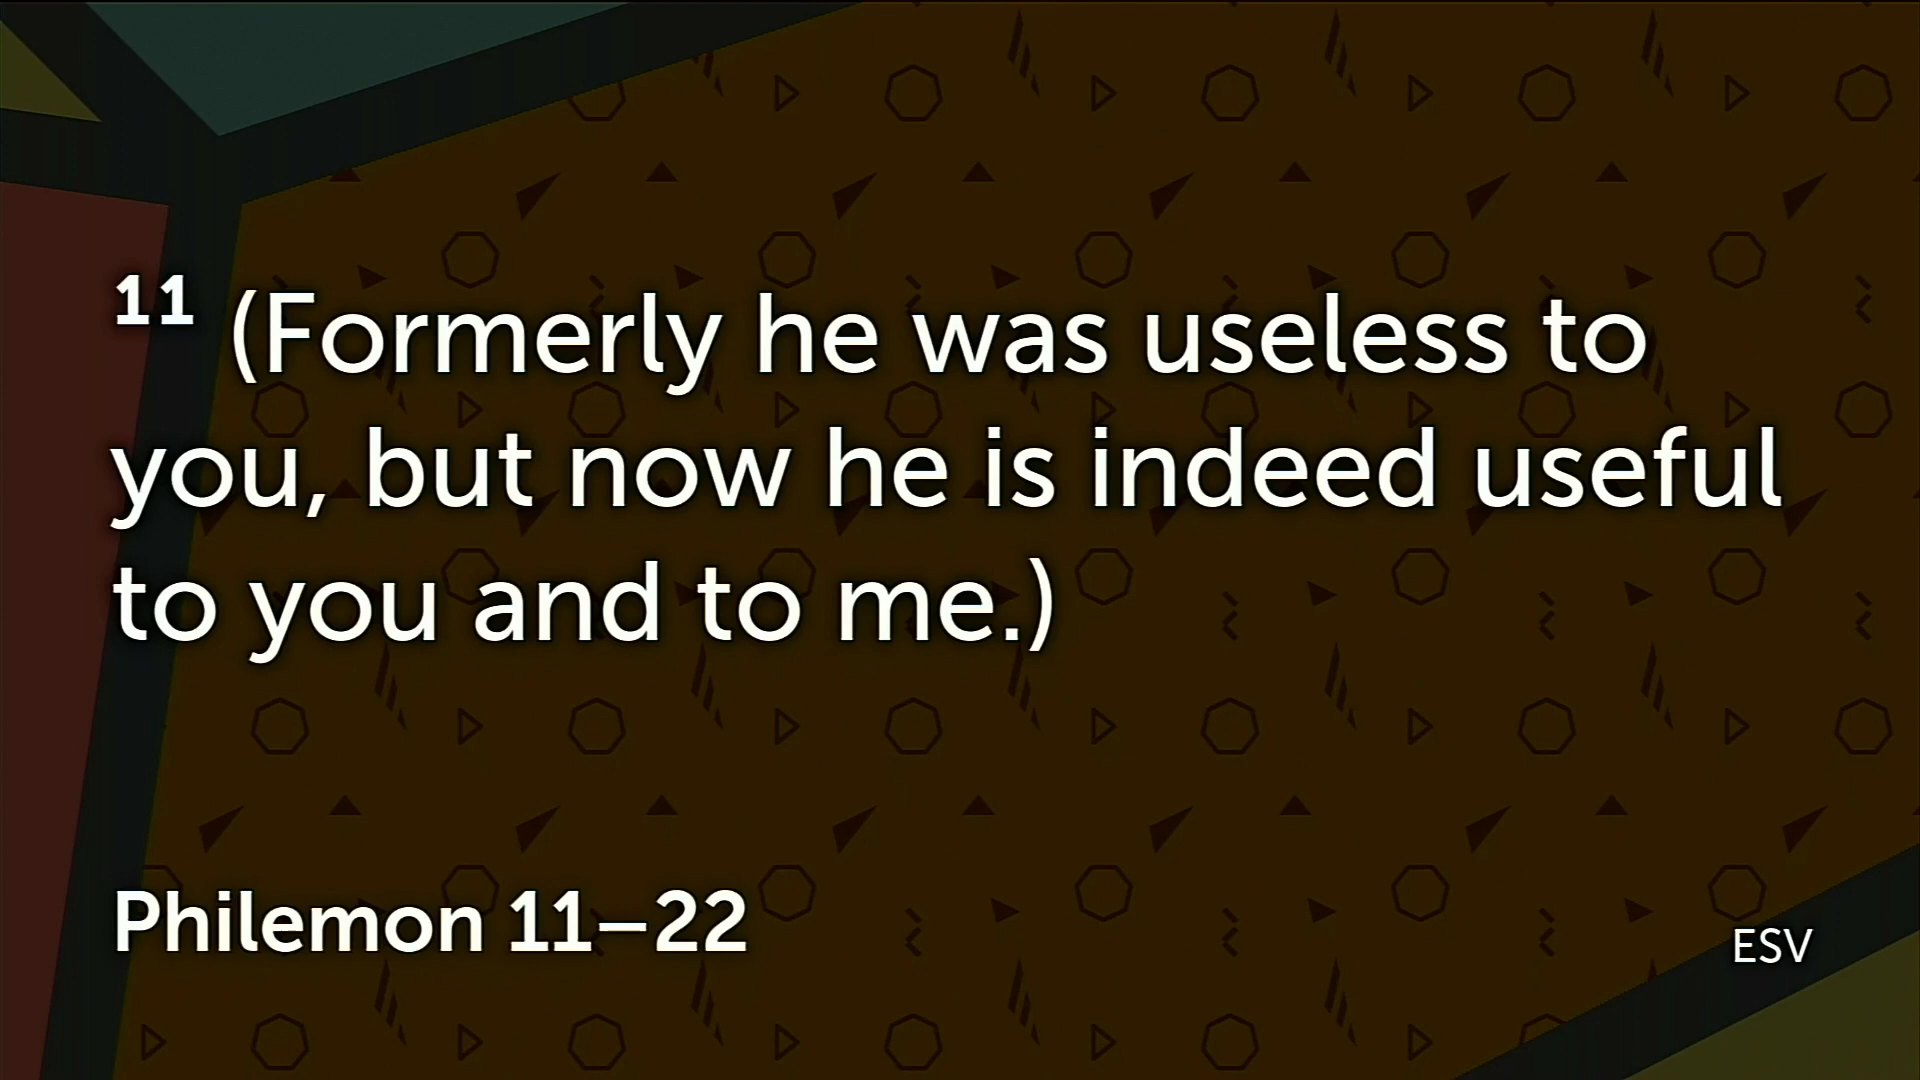 11 (Formerly he was useless to
you, but now he is indeed useful
to you and to me.)
Philemon 11–22
ESV